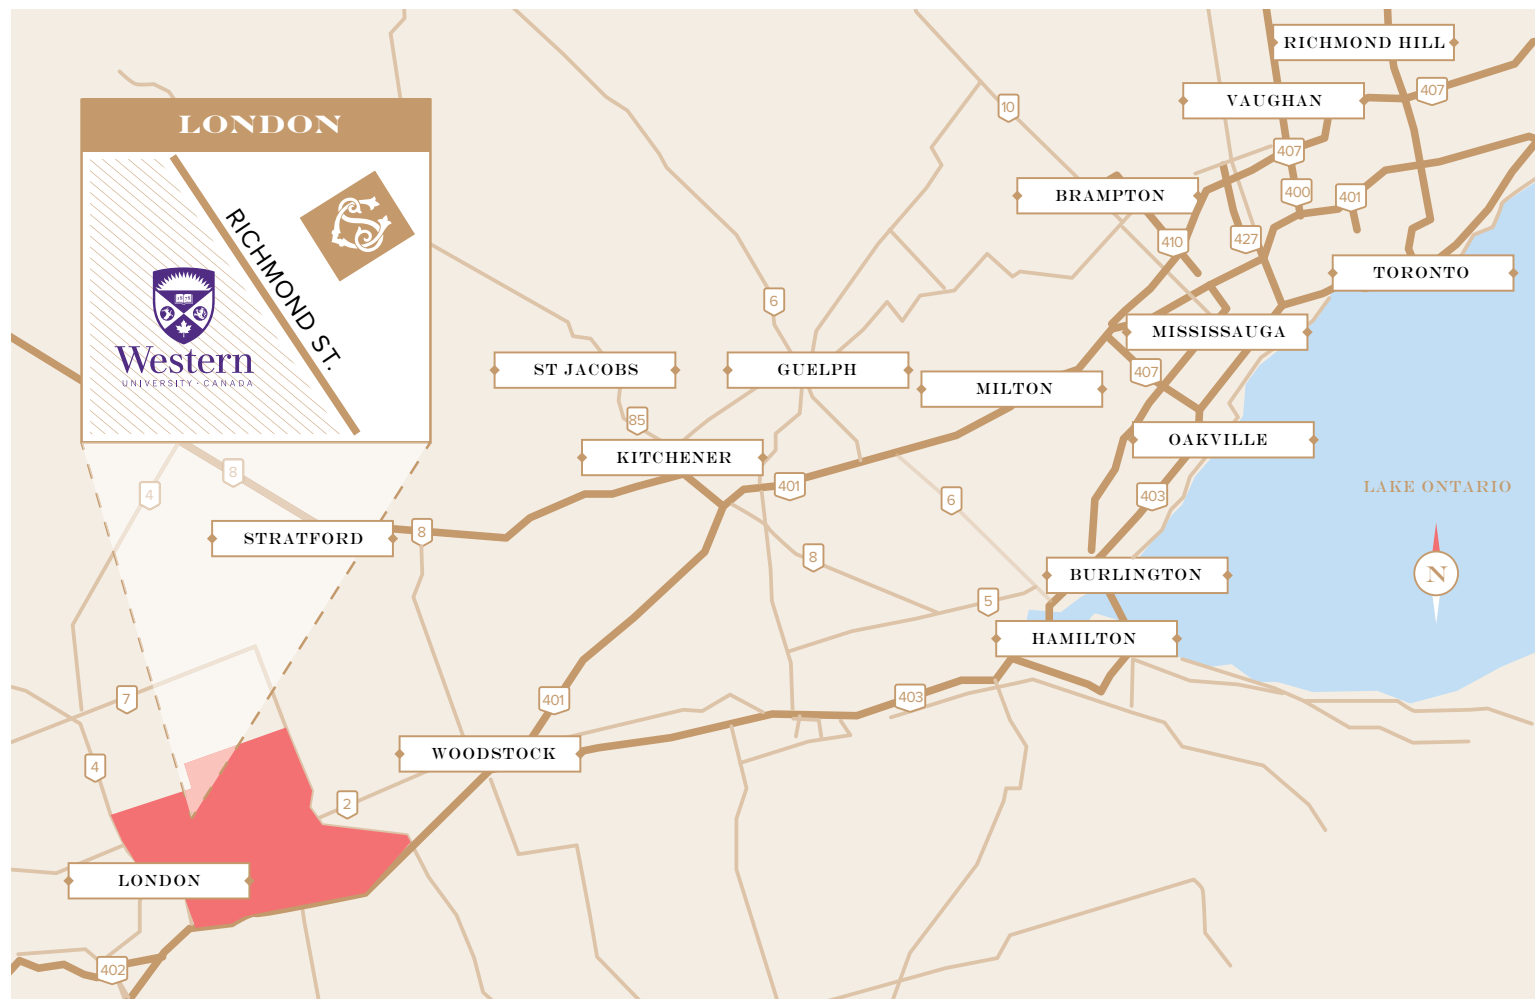 RICHMOND HILL
407
VAUGHAN
LONDON
10
407
RICHMOND ST.
BRAMPTON
400
401
410
427
1878
TORONTO
6
MISSISSAUGA
Western
UNIVERSITY · CANADA
ST JACOBS
GUELPH
407
MILTON
85
OAKVILLE
KITCHENER
8
4
401
6
403
LAKE ONTARIO
STRATFORD
8
8
N
BURLINGTON
5
HAMILTON
7
401
403
WOODSTOCK
4
2
LONDON
402